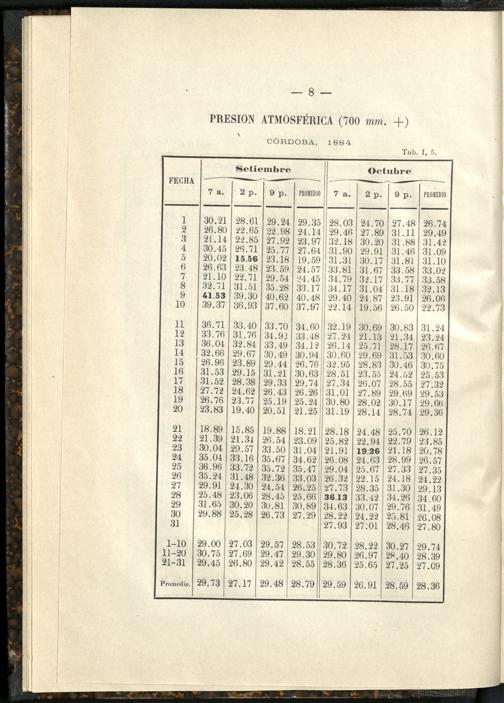 — 8 —
PRESION ATMOSFÉRICA (700 mm. +)
CÓRDOBA, 1884
Tab. I, 5.
FECHA Setiembre Octubre
7 a. 2 p. 9 p. PROMEDIO 7 a. 2 p. 9 p. PROMEDIO
1 30.21 28.61 29.24 29.35 28.03 24.70 27.48 26.74
2 26.80 22.65 22.98 24.14 29.46 27.89 31.11 29.49
3 21.14 22.85 27.92 23.97 32.18 30.20 31.88 31.42
4 30.45 26.71 25.77 27.64 31.90 29.91 31.46 31.09
5 20.02 15.56 23.18 19.59 31.31 30.17 31.81 31.10
6 26.63 23.48 23.59 24.57 33.81 31.67 33.58 33.02
7 21.10 22.71 29.54 24.45 34.79 32.17 33.77 33.58
8 32.71 31.51 35.28 33.17 34.17 31.04 31.18 32.13
9 41.53 39.30 40.62 40.48 29.40 24.87 23.91 26.06
10 39.37 36.93 37.60 37.97 22.14 19.56 26.50 22.73
11 36.71 33.40 33.70 34.60 32.19 30.69 30.83 31.24
12 33.76 31.76 34.92 33.48 27.24 21.13 21.34 23.24
13 36.04 32.84 33.49 34.12 26.14 25.71 28.17 26.67
14 32.66 29.67 30.49 30.94 30.60 29.69 31.53 30.60
15 26.96 23.89 29.44 26.76 32.95 28.83 30.46 30.75
16 31.53 29.15 31.21 30.63 28.51 23.55 24.52 25.53
17 31.52 28.38 29.33 29.74 27.34 26.07 28.55 27.32
18 27.72 24.62 26.43 26.26 31.01 27.89 29.69 29.53
19 26.76 23.77 25.19 25.24 30.80 28.02 30.17 29.66
20 23.83 19.40 20.51 21.25 31.19 28.14 28.74 29.36
21 18.89 15.85 19.88 18.21 28.18 24.48 25.70 26.12
22 21.39 21.34 26.54 23.09 25.82 22.94 22.79 23.85
23 30.04 29.57 33.50 31.04 21.91 19.26 21.18 20.78
24 35.04 33.16 35.67 34.62 26.08 24.63 28.99 26.57
25 36.96 33.72 35.72 35.47 29.04 25.67 27.33 27.35
26 35.24 31.48 32.36 33.03 26.32 22.15 24.18 24.22
27 29.91 24.30 24.54 26.25 27.73 28.35 31.30 29.13
28 25.48 23.06 28.45 25.66 36.13 33.42 34.26 34.60
29 31.65 30.20 30.81 30.89 34.63 30.07 29.76 31.49
30 29.88 25.28 26.73 27.29 28.22 24.22 25.81 26.08
31 27.93 27.01 28.46 27.80
1-10 29.00 27.03 29.57 28.53 30.72 28.22 30.27 29.74
11-20 30.75 27.69 29.47 29.30 29.80 26.97 28.40 28.39
21-31 29.45 26.80 29.42 28.55 28.36 25.65 27.25 27.09
Promedio. 29.73 27.17 29.48 28.79 29.59 26.91 28.59 28.36